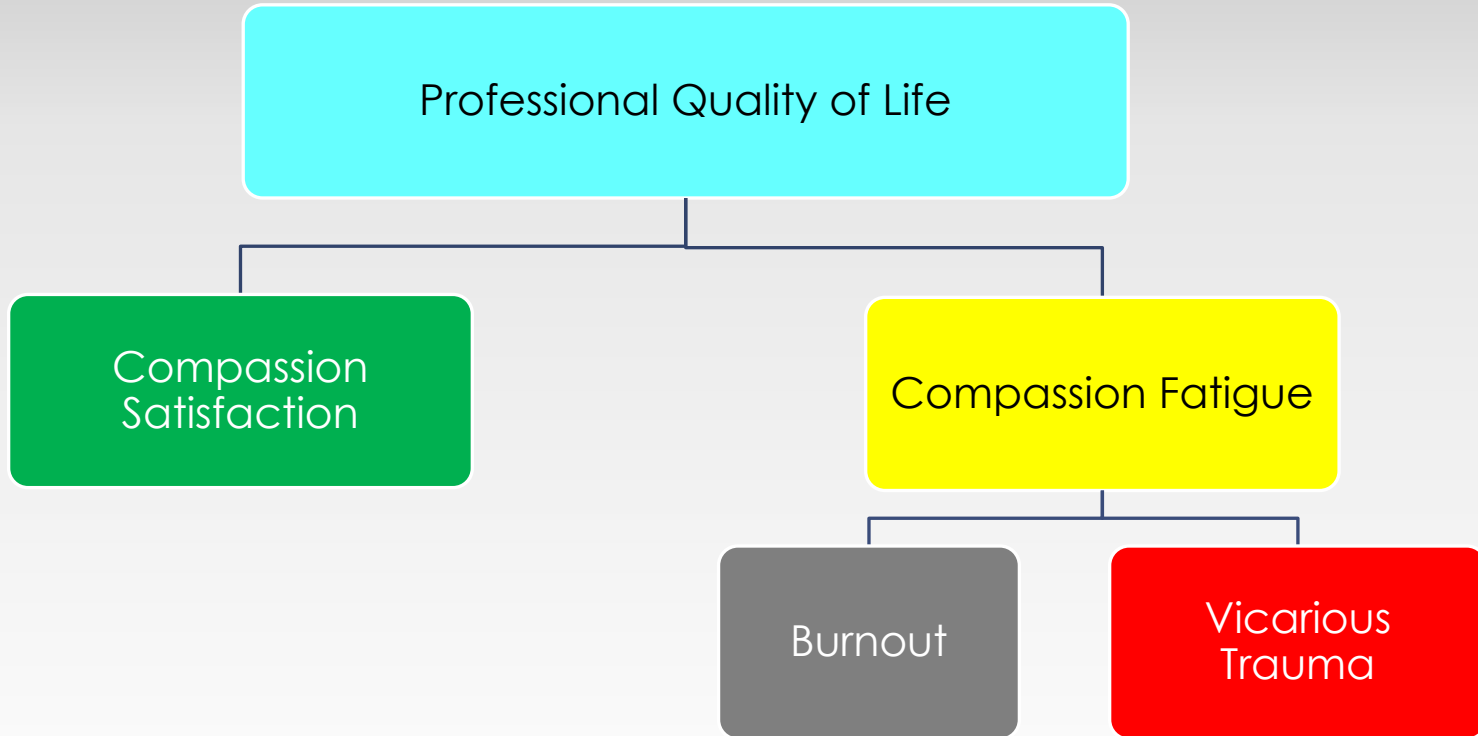 Professional Quality of Life
Compassion
Satisfaction
Compassion Fatigue
Burnout
Vicarious
Trauma